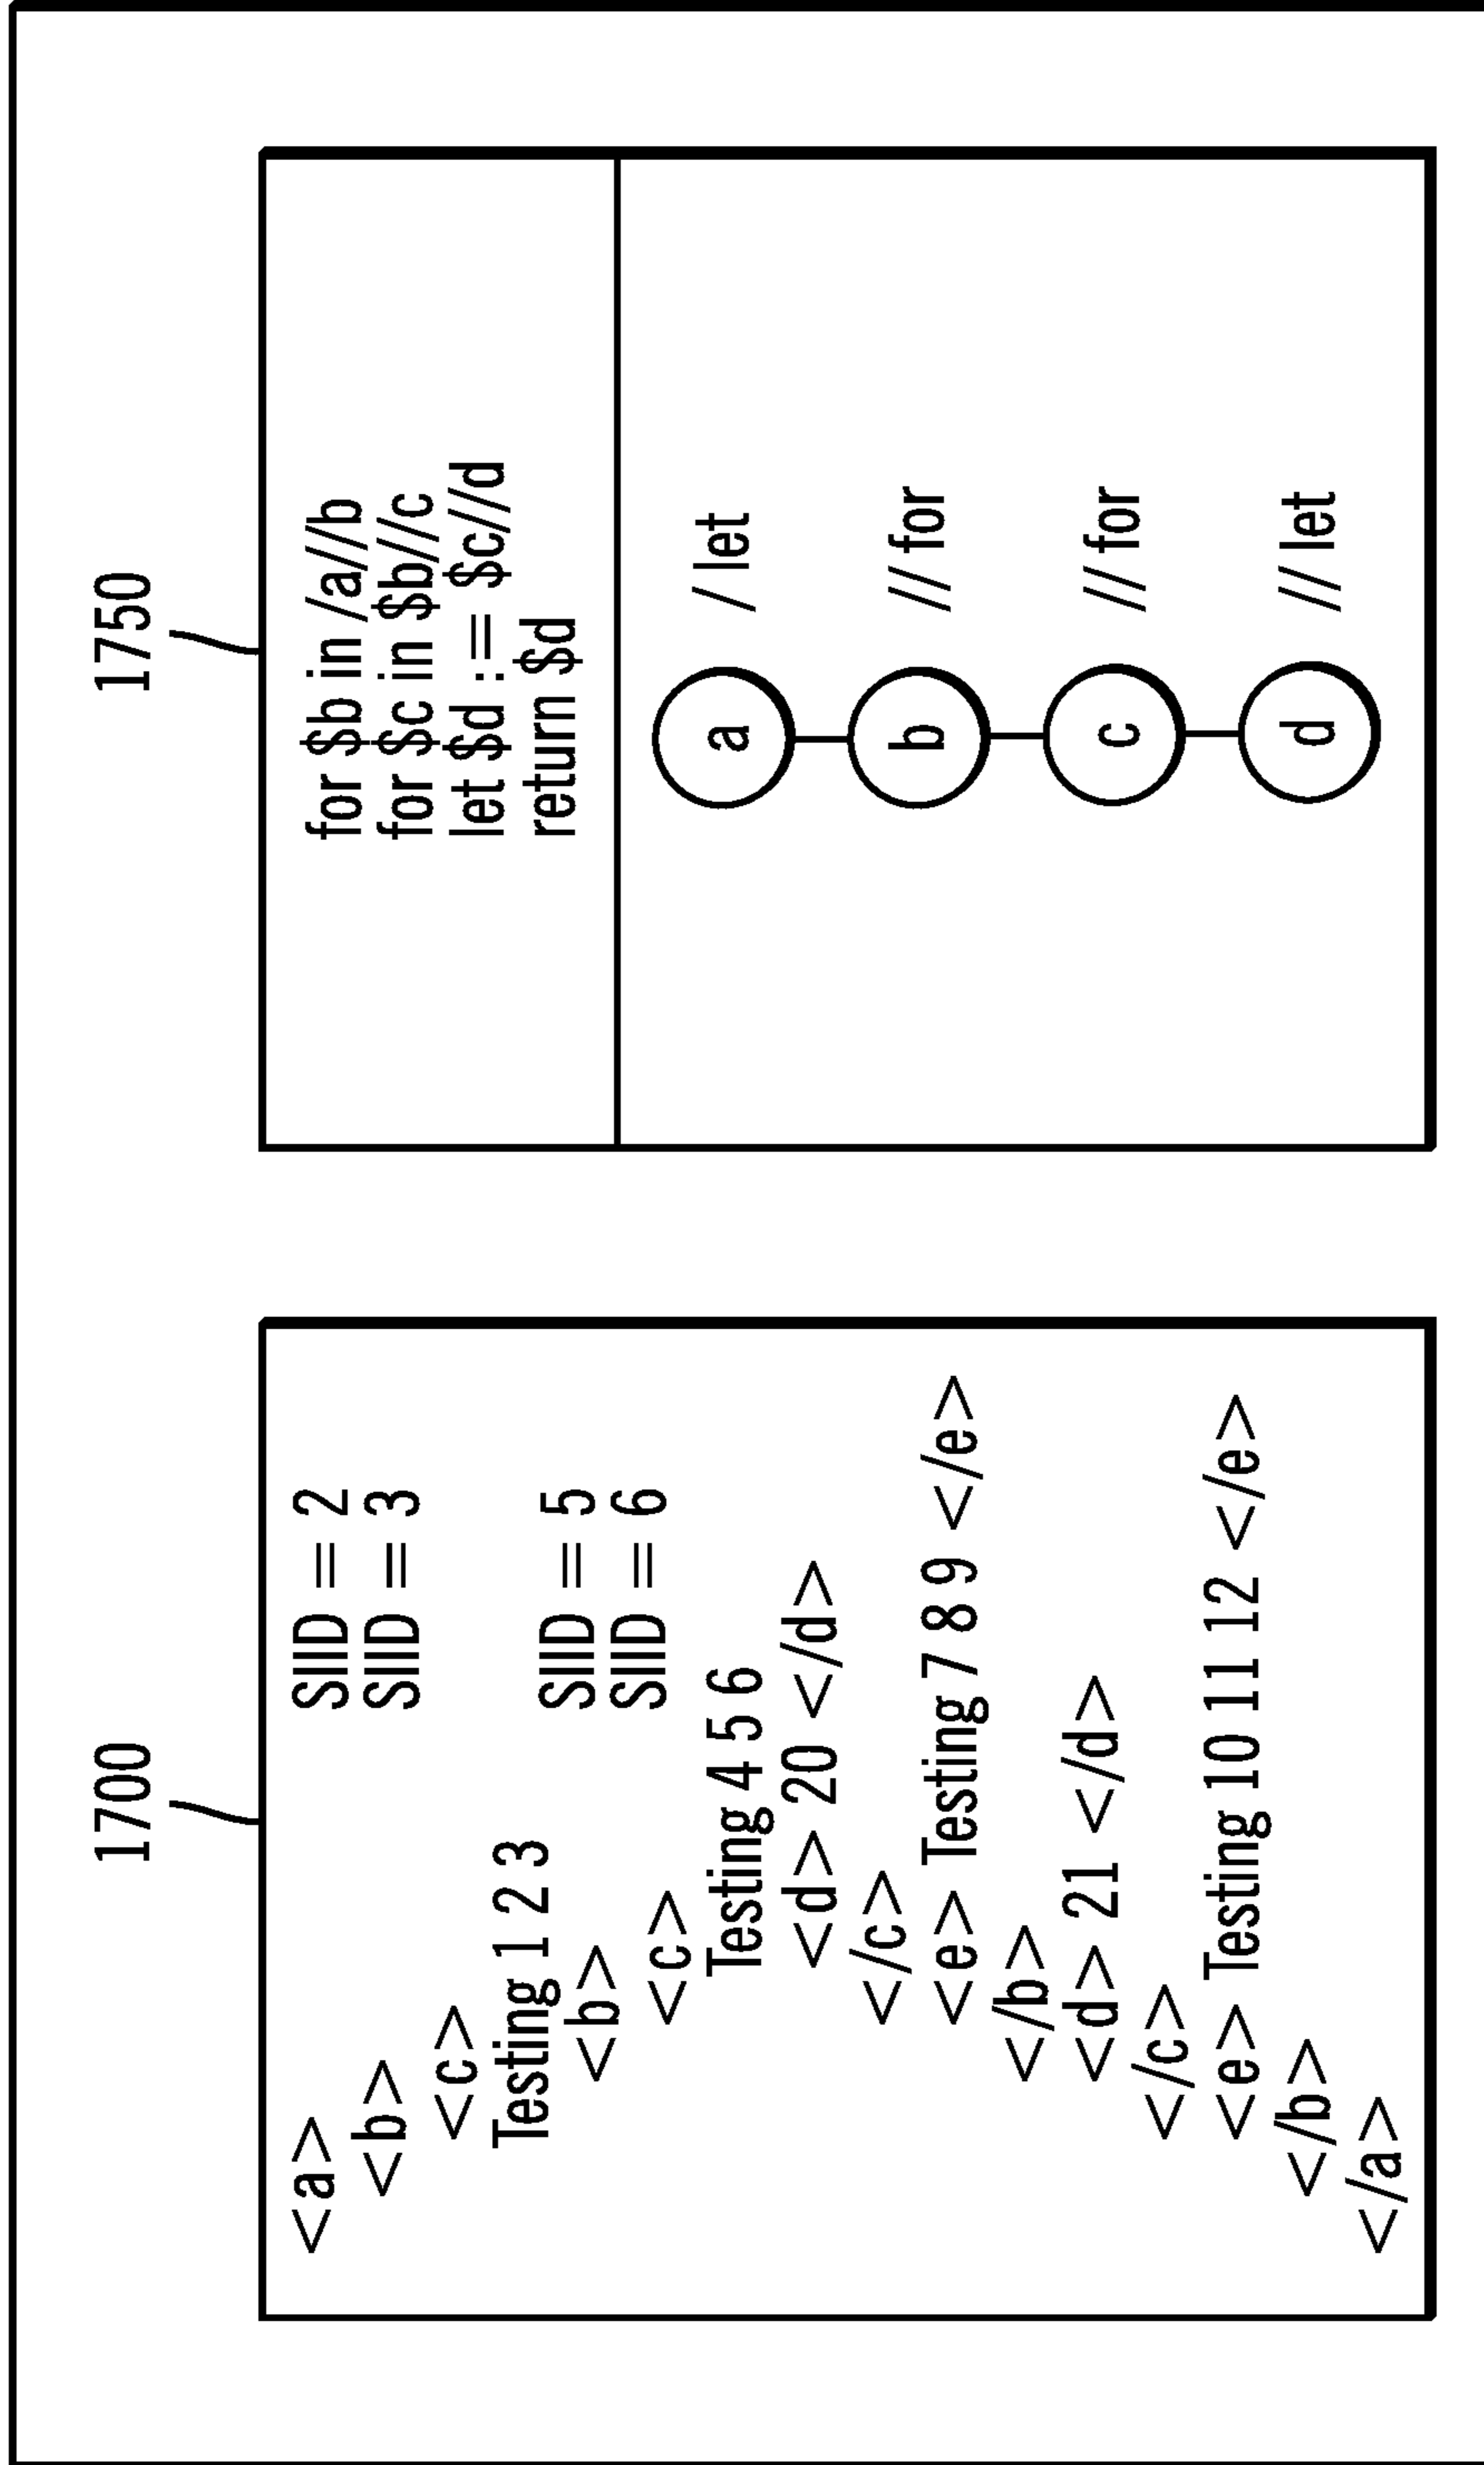 1700
<a> SIID = 2
<b> SIID = 3
<c>
Testing 1 2 3
<b> SIID = 5
<c> SIID = 6
Testing 4 5 6
<d> 20 </d>
</c>
<e> Testing 7 8 9 </e>
</b>
<d> 21 </d>
</c>
<e> Testing 10 11 12 </e>
</b>
</a>
1750
for $b in /a//b
for $c in $b//c
let $d := $c//d
return $d
a / let
b // for
c // for
d // let